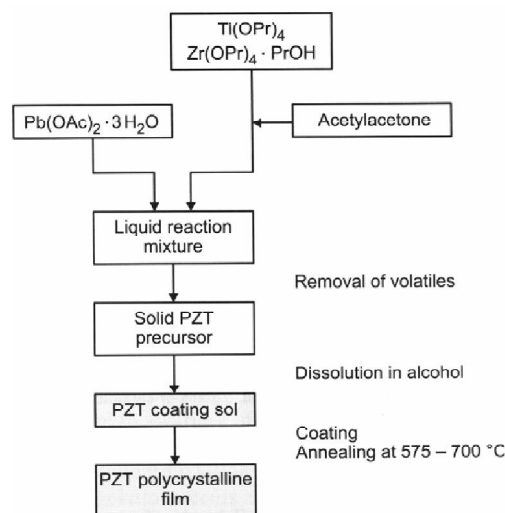 Ti(OPr)₄
Zr(OPr)₄ · PrOH
Pb(OAc)₂ · 3 H₂O
Acetylacetone
Liquid reaction
mixture
Removal of volatiles
Solid PZT
precursor
Dissolution in alcohol
PZT coating sol
Coating
Annealing at 575 – 700 °C
PZT polycrystalline
film